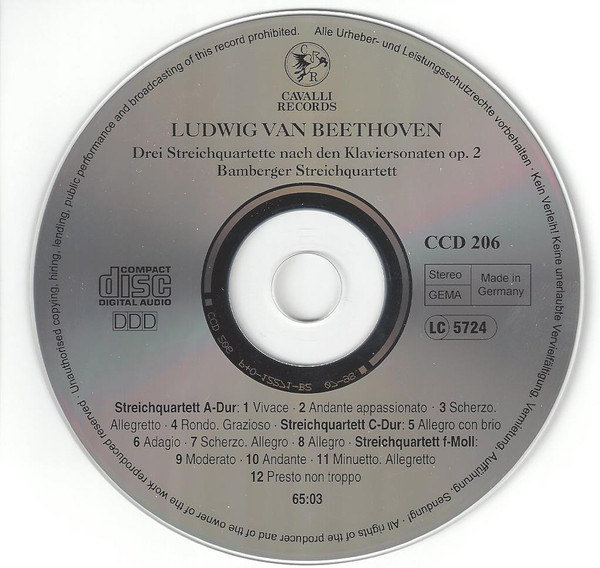 Unauthorised copying, hiring, lending, public performance and broadcasting of this record prohibited. Alle Urheber- und Leistungsschutzrechte vorbehalten · Kein Verleih! Keine unerlaubte Vervielfältigung, Vermietung, Aufführung, Sendung! · All rights of the producer and of the owner of the work reproduced reserved ·
C R
CAVALLI
RECORDS
LUDWIG VAN BEETHOVEN
Drei Streichquartette nach den Klaviersonaten op. 2
Bamberger Streichquartett
COMPACT
disc
DIGITAL AUDIO
DDD
CCD 206
Stereo
GEMA
Made in
Germany
LC 5724
CCD 206
Streichquartett A-Dur: 1 Vivace · 2 Andante appassionato · 3 Scherzo.
Allegretto · 4 Rondo. Grazioso · Streichquartett C-Dur: 5 Allegro con brio
6 Adagio · 7 Scherzo. Allegro · 8 Allegro · Streichquartett f-Moll:
9 Moderato · 10 Andante · 11 Minuetto. Allegretto
12 Presto non troppo
65:03